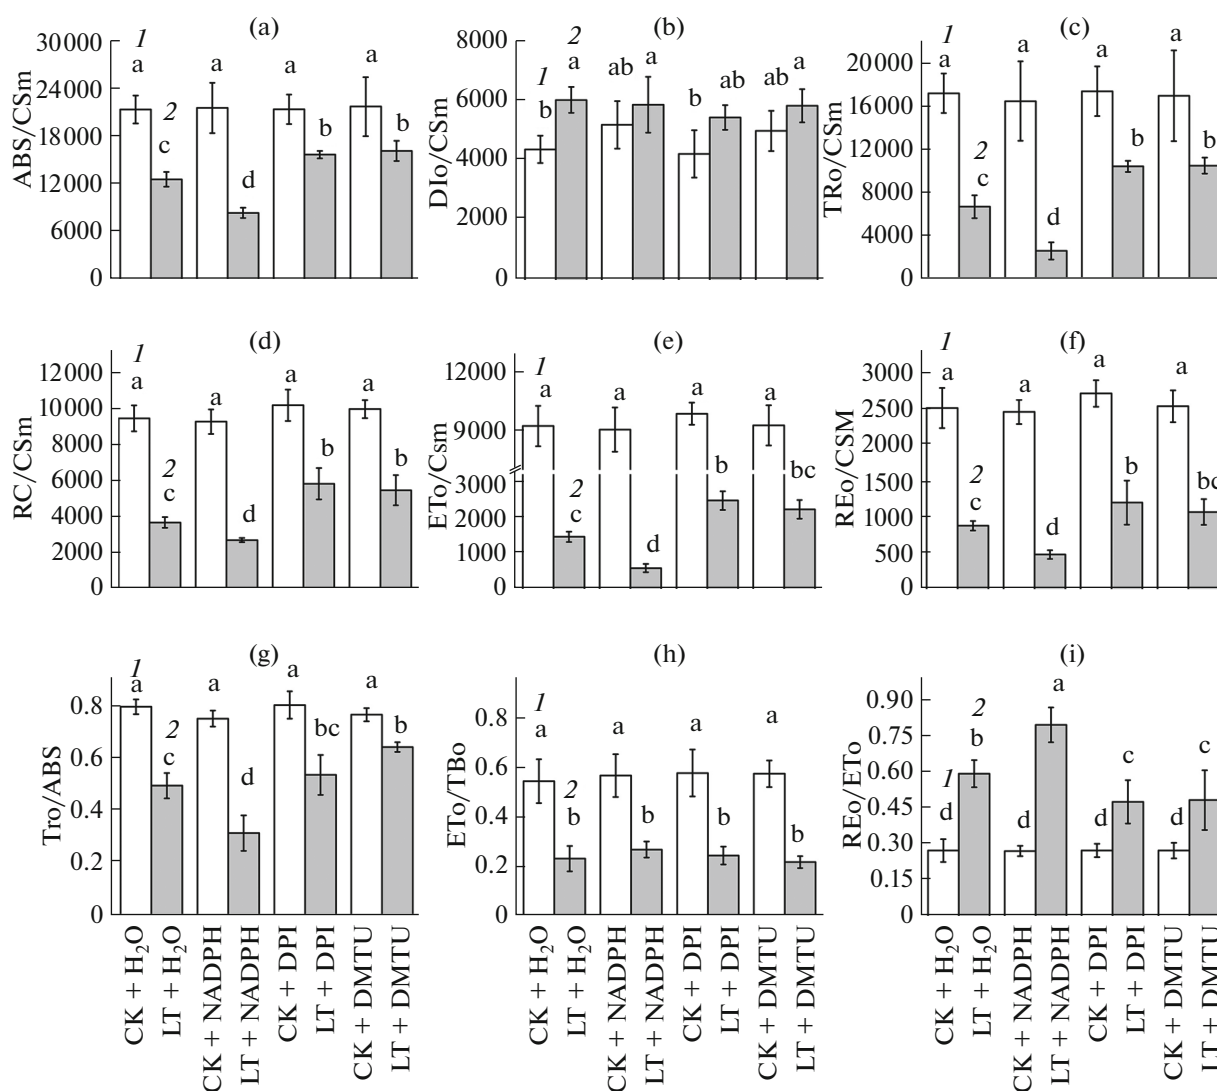 (a)
ABS/CSm
30000
24000
18000
12000
6000
0
1
a
2
c
a
d
a
b
a
b
(b)
DIo/CSm
8000
6000
4000
2000
0
1
b
2
a
ab
a
b
ab
ab
a
(c)
TRo/CSm
20000
16000
12000
8000
4000
0
1
a
2
c
a
d
a
b
a
b
(d)
RC/CSm
12000
10000
8000
6000
4000
2000
0
1
a
2
c
a
d
a
b
a
b
(e)
ETo/Csm
12000
9000
3000
2000
1000
0
1
a
2
c
a
d
a
b
a
bc
(f)
REo/CSM
3000
2500
2000
1500
1000
500
0
1
a
2
c
a
d
a
b
a
bc
(g)
Tro/ABS
0.8
0.6
0.4
0.2
0
1
a
2
c
a
d
a
bc
a
b
(h)
ETo/TBo
0.8
0.6
0.4
0.2
0
1
a
2
b
a
b
a
b
a
b
(i)
REo/ETo
0.90
0.75
0.60
0.45
0.30
0.15
0
1
d
2
b
d
a
d
c
d
c
CK + H₂O
LT + H₂O
CK + NADPH
LT + NADPH
CK + DPI
LT + DPI
CK + DMTU
LT + DMTU
CK + H₂O
LT + H₂O
CK + NADPH
LT + NADPH
CK + DPI
LT + DPI
CK + DMTU
LT + DMTU
CK + H₂O
LT + H₂O
CK + NADPH
LT + NADPH
CK + DPI
LT + DPI
CK + DMTU
LT + DMTU